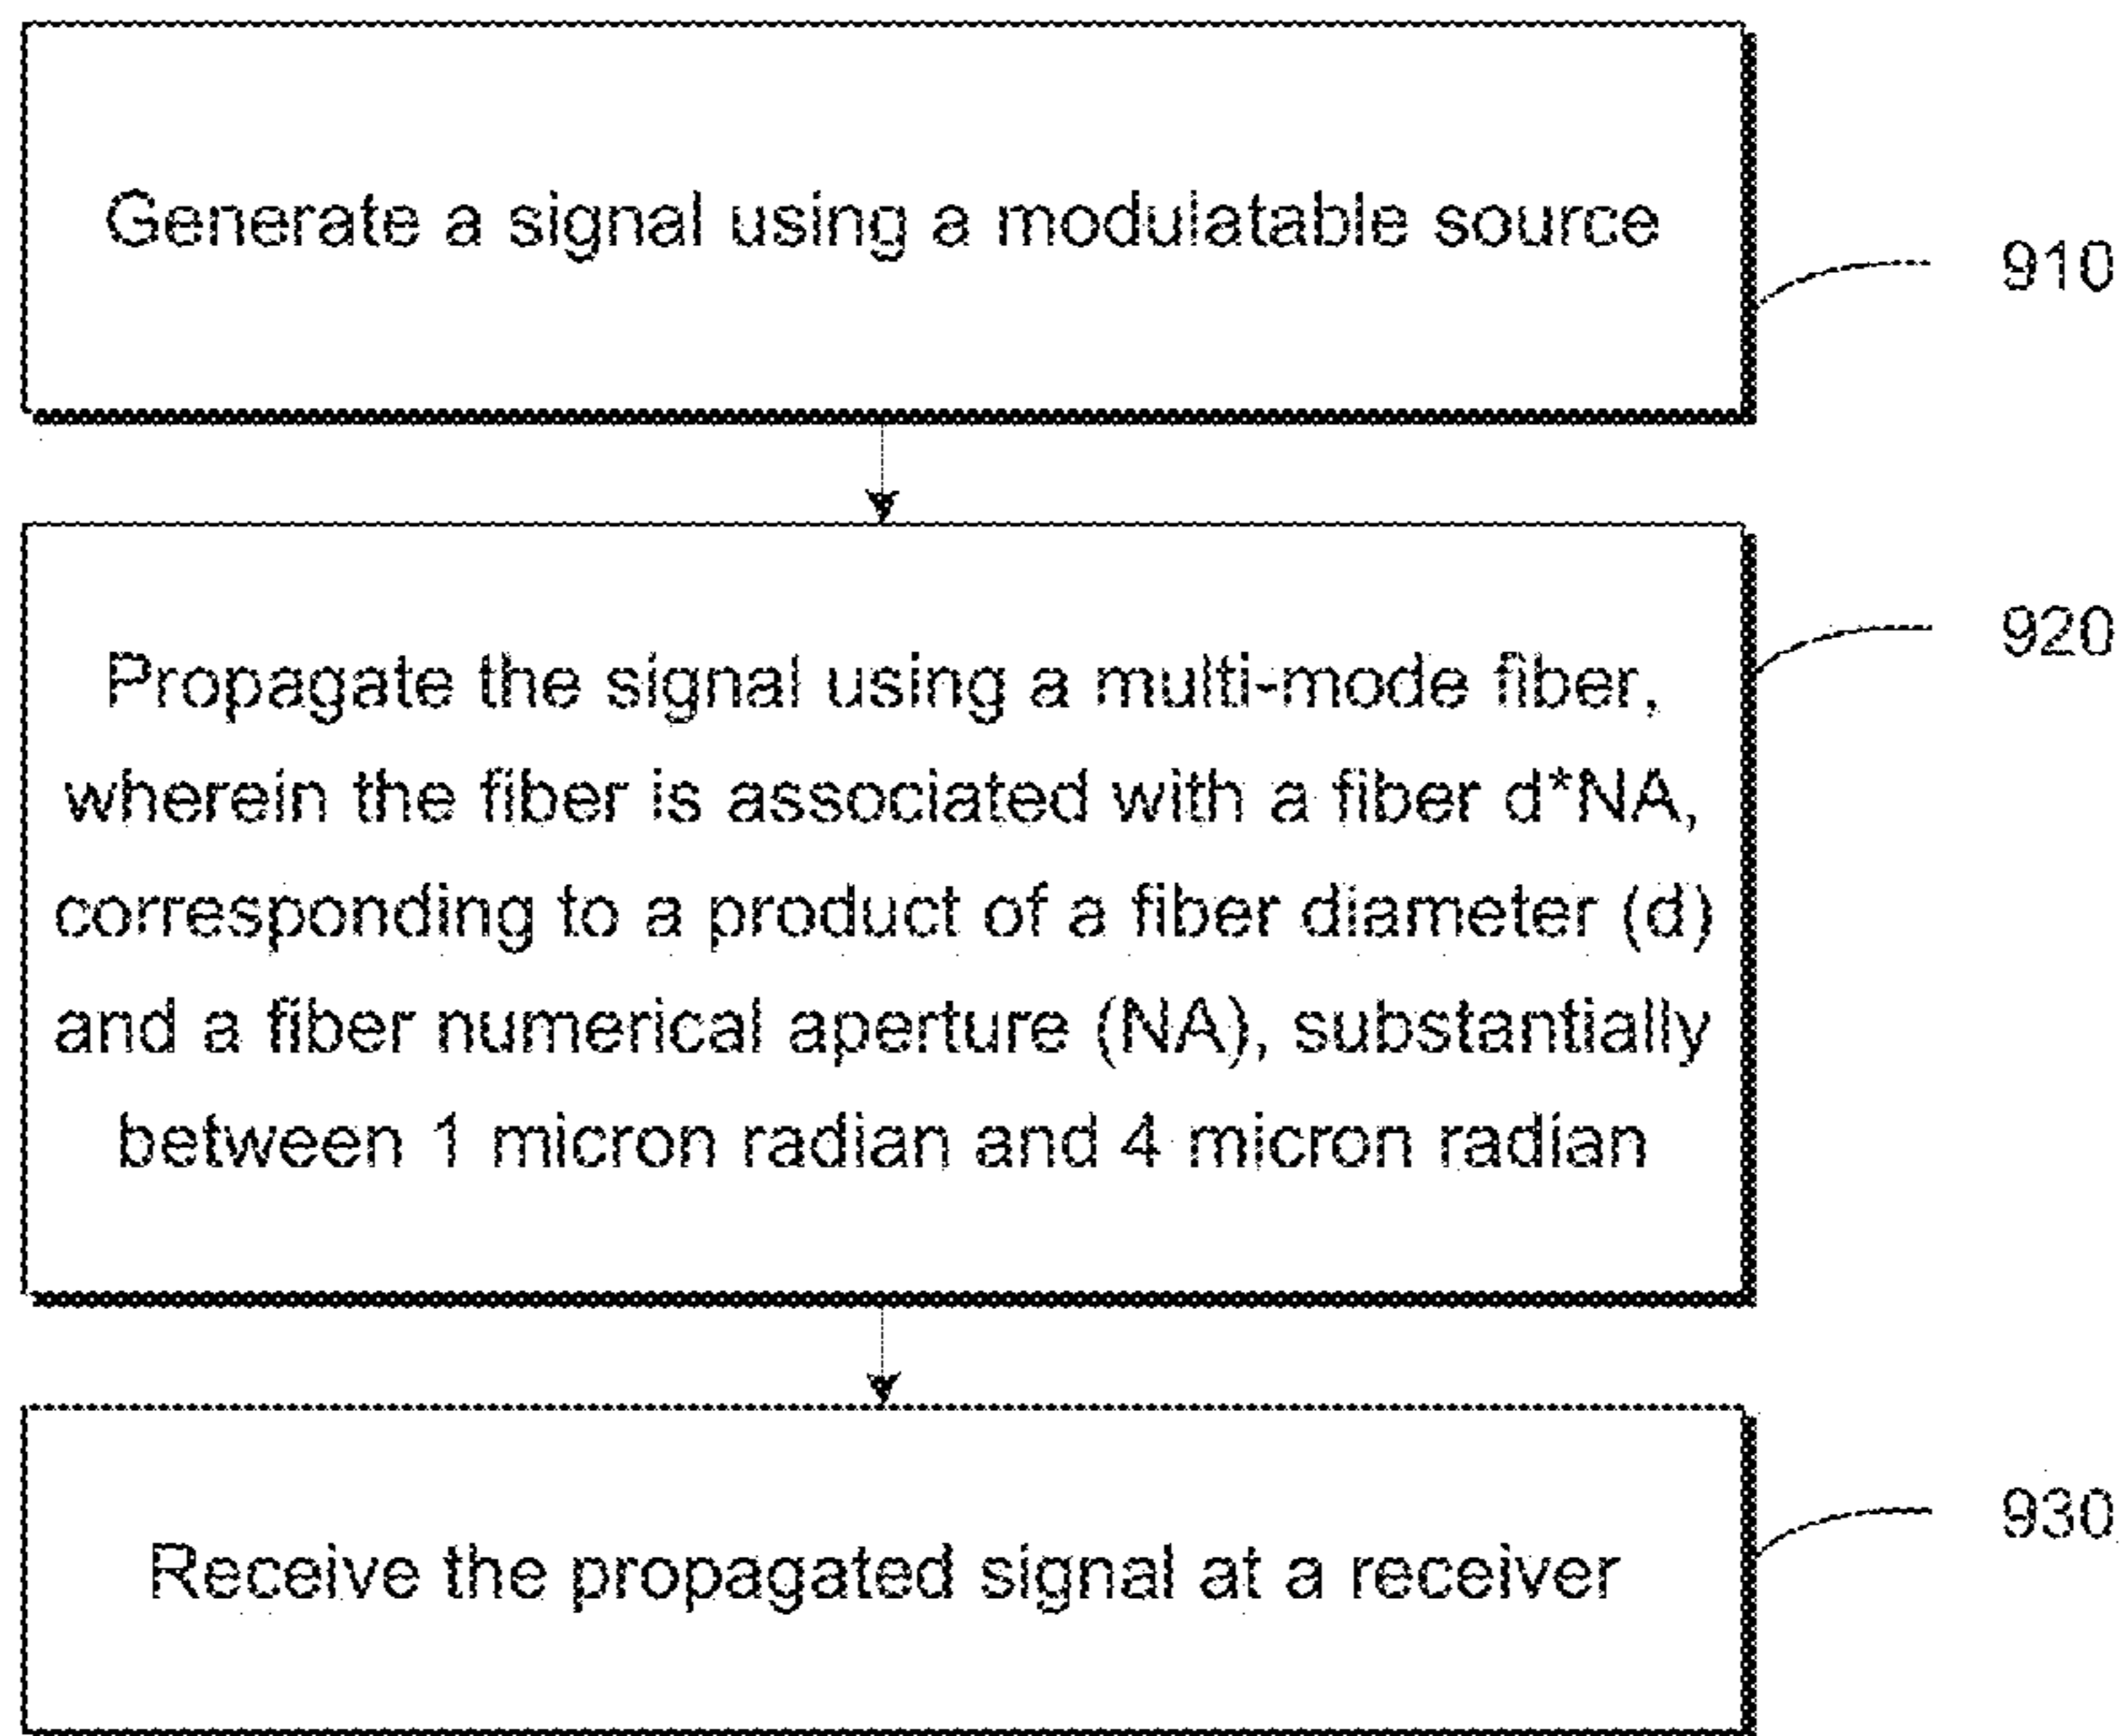 Generate a signal using a modulatable source
910
Propagate the signal using a multi-mode fiber,
wherein the fiber is associated with a fiber d*NA,
corresponding to a product of a fiber diameter (d)
and a fiber numerical aperture (NA), substantially
between 1 micron radian and 4 micron radian
920
Receive the propagated signal at a receiver
930